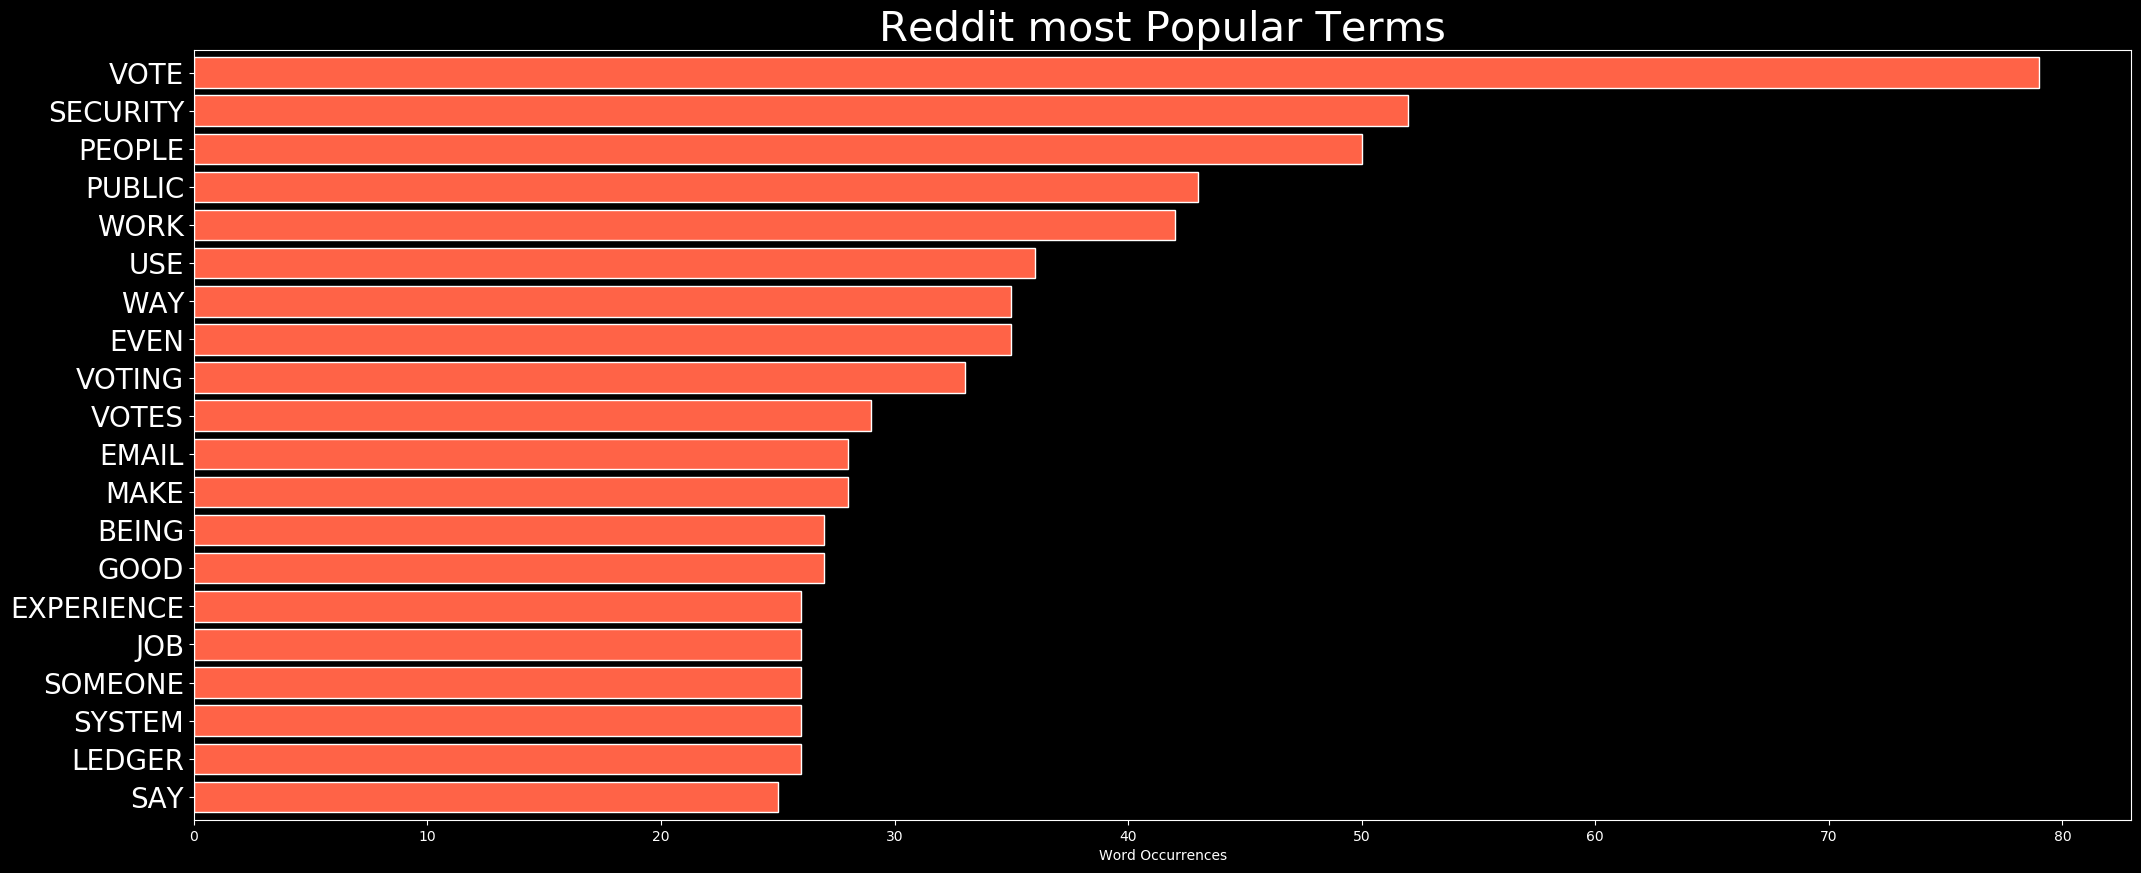 Reddit most Popular Terms
VOTE
SECURITY
PEOPLE
PUBLIC
WORK
USE
WAY
EVEN
VOTING
VOTES
EMAIL
MAKE
BEING
GOOD
EXPERIENCE
JOB
SOMEONE
SYSTEM
LEDGER
SAY
0 10 20 30 40 50 60 70 80
Word Occurrences